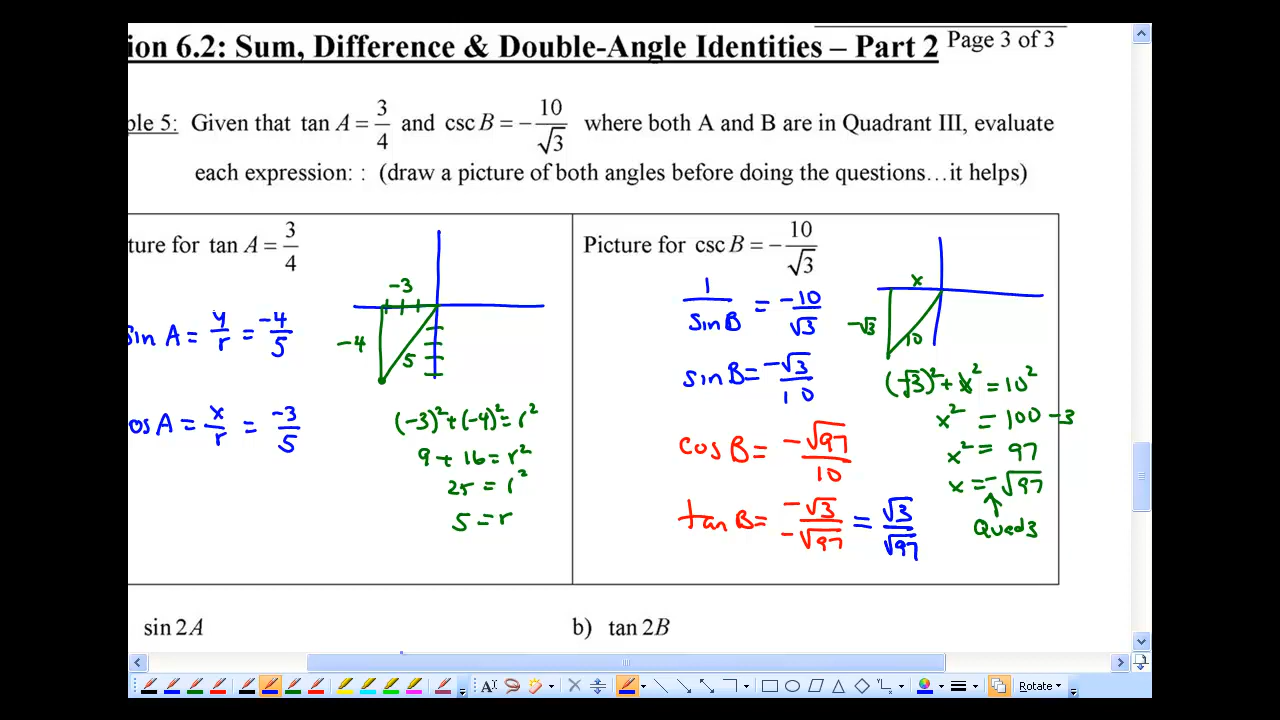 ion 6.2: Sum, Difference & Double-Angle Identities – Part 2 Page 3 of 3
ple 5: Given that tan A = 3/4 and csc B = −10/√3 where both A and B are in Quadrant III, evaluate
each expression: : (draw a picture of both angles before doing the questions…it helps)
ture for tan A = 3/4
-3
-4
5
sin A = y/r = -4/5
cos A = x/r = -3/5
(-3)² + (-4)² = r²
9 + 16 = r²
25 = r²
5 = r
Picture for csc B = −10/√3
x
-√3
10
1/sin B = -10/√3
sin B = -√3/10
cos B = -√97/10
tan B = -√3/-√97 = √3/√97
(-√3)² + x² = 10²
x² = 100 - 3
x² = 97
x = -√97
Quad 3
sin 2A
b) tan 2B
Rotate